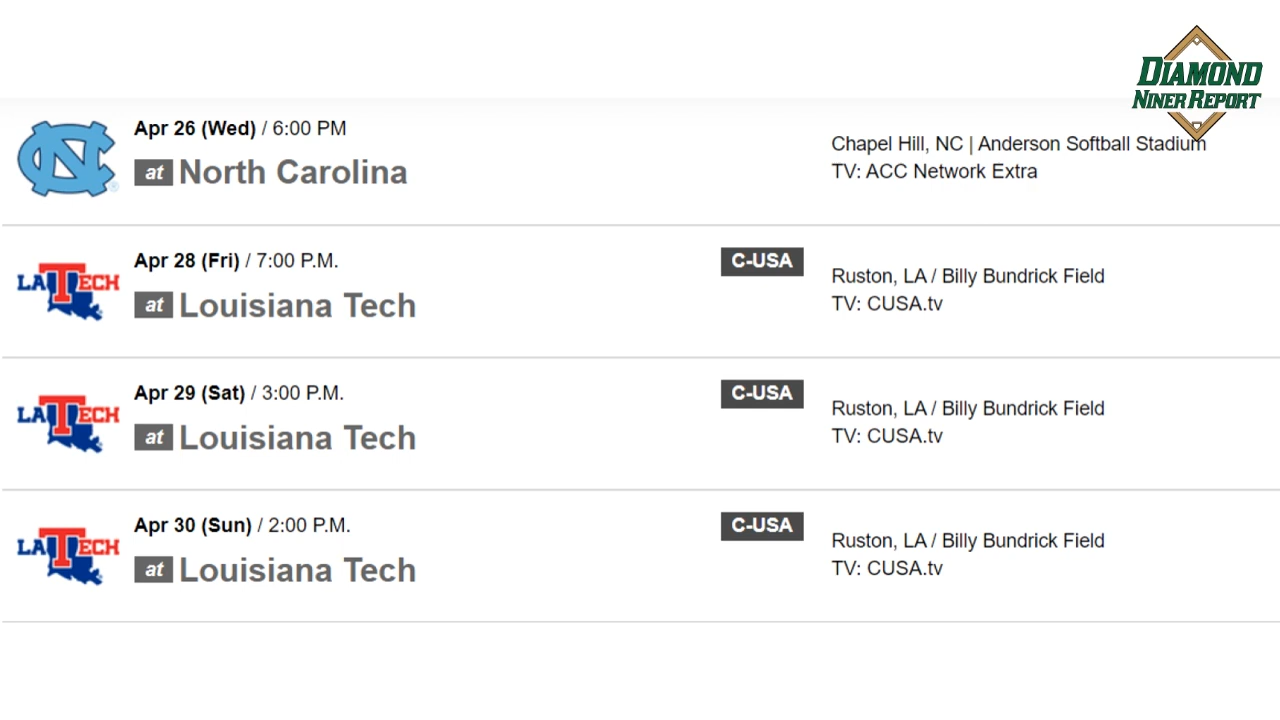 DIAMOND
NINER REPORT
Apr 26 (Wed) / 6:00 PM
at North Carolina
Chapel Hill, NC | Anderson Softball Stadium
TV: ACC Network Extra
NC
LA TECH
Apr 28 (Fri) / 7:00 P.M.
at Louisiana Tech
C-USA
Ruston, LA / Billy Bundrick Field
TV: CUSA.tv
LA TECH
Apr 29 (Sat) / 3:00 P.M.
at Louisiana Tech
C-USA
Ruston, LA / Billy Bundrick Field
TV: CUSA.tv
LA TECH
Apr 30 (Sun) / 2:00 P.M.
at Louisiana Tech
C-USA
Ruston, LA / Billy Bundrick Field
TV: CUSA.tv